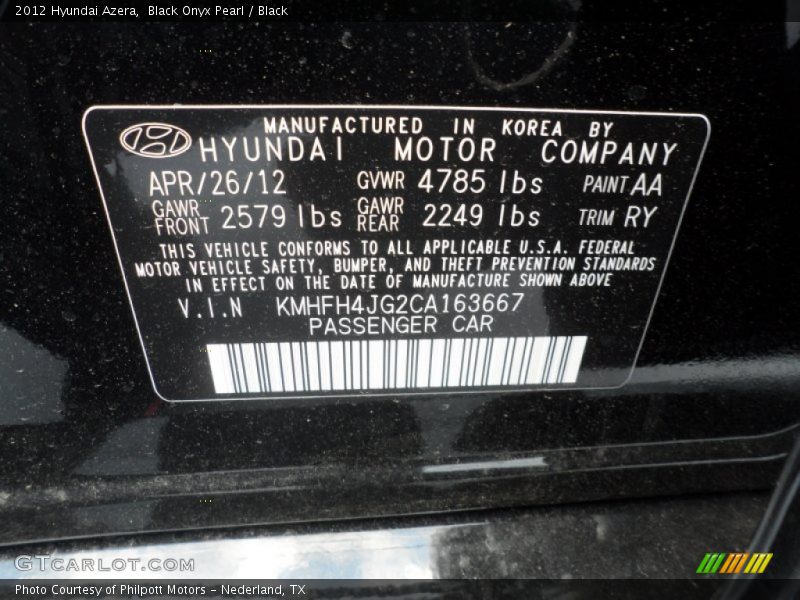 2012 Hyundai Azera, Black Onyx Pearl / Black
MANUFACTURED IN KOREA BY
HYUNDAI MOTOR COMPANY
APR/26/12 GVWR 4785 lbs PAINT AA
GAWR FRONT 2579 lbs GAWR REAR 2249 lbs TRIM RY
THIS VEHICLE CONFORMS TO ALL APPLICABLE U.S.A. FEDERAL
MOTOR VEHICLE SAFETY, BUMPER, AND THEFT PREVENTION STANDARDS
IN EFFECT ON THE DATE OF MANUFACTURE SHOWN ABOVE
V.I.N KMHFH4JG2CA163667
PASSENGER CAR
GTCARLOT.COM
Photo Courtesy of Philpott Motors - Nederland, TX